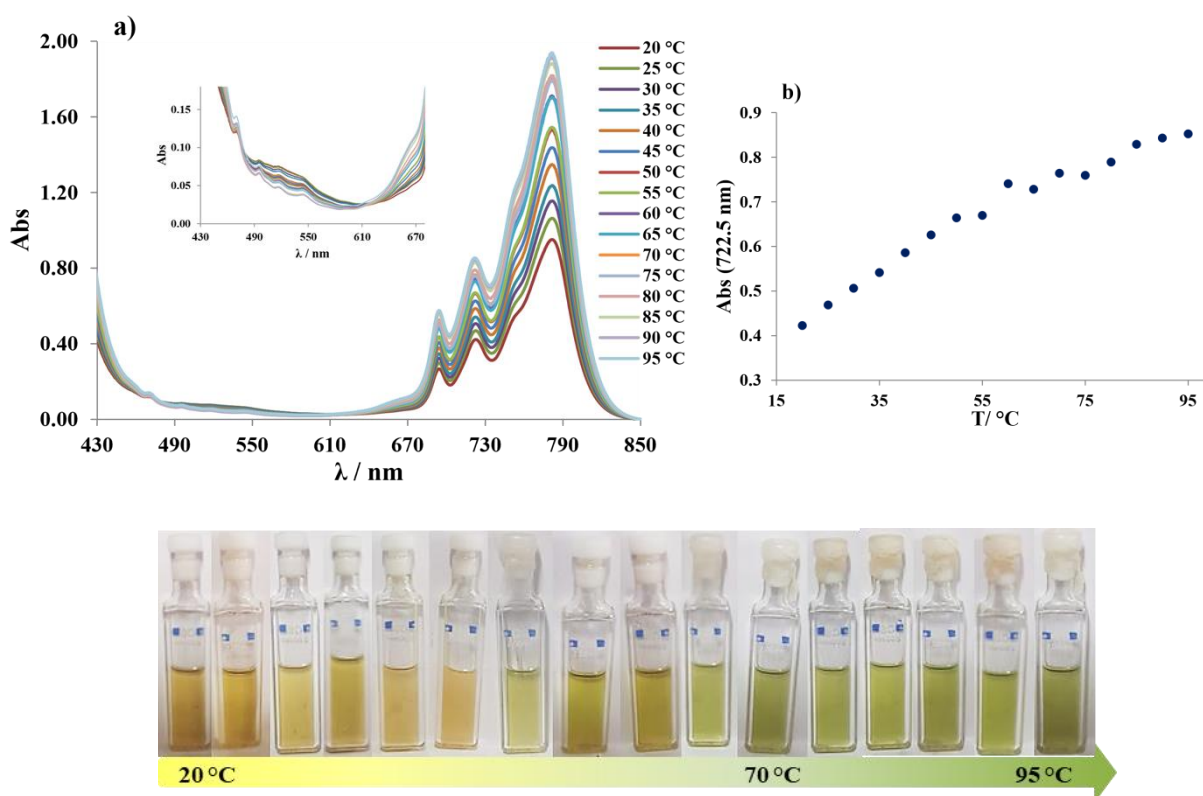 a)
2.00
1.60
1.20
0.80
0.40
0.00
Abs
430 490 550 610 670 730 790 850
λ / nm
0.15
0.10
0.05
0.00
Abs
430 490 550 610 670
λ / nm
20 °C
25 °C
30 °C
35 °C
40 °C
45 °C
50 °C
55 °C
60 °C
65 °C
70 °C
75 °C
80 °C
85 °C
90 °C
95 °C
b)
0.9
0.8
0.7
0.6
0.5
0.4
0.3
Abs (722.5 nm)
15 35 55 75 95
T/ °C
20 °C 70 °C 95 °C